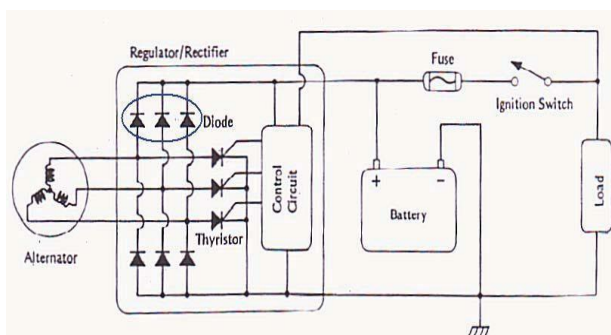 Regulator/Rectifier
Fuse
Ignition Switch
Diode
Control
Circuit
Thyristor
Alternator
+ −
Battery
Load